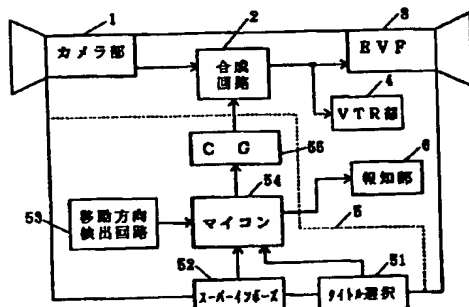 1
2
3
カメラ部
合成
回路
EVF
4
VTR部
CG
55
6
54
報知部
53
移動方向
検出回路
マイコン
5
52
51
スーパーインポーズ
タイトル選択